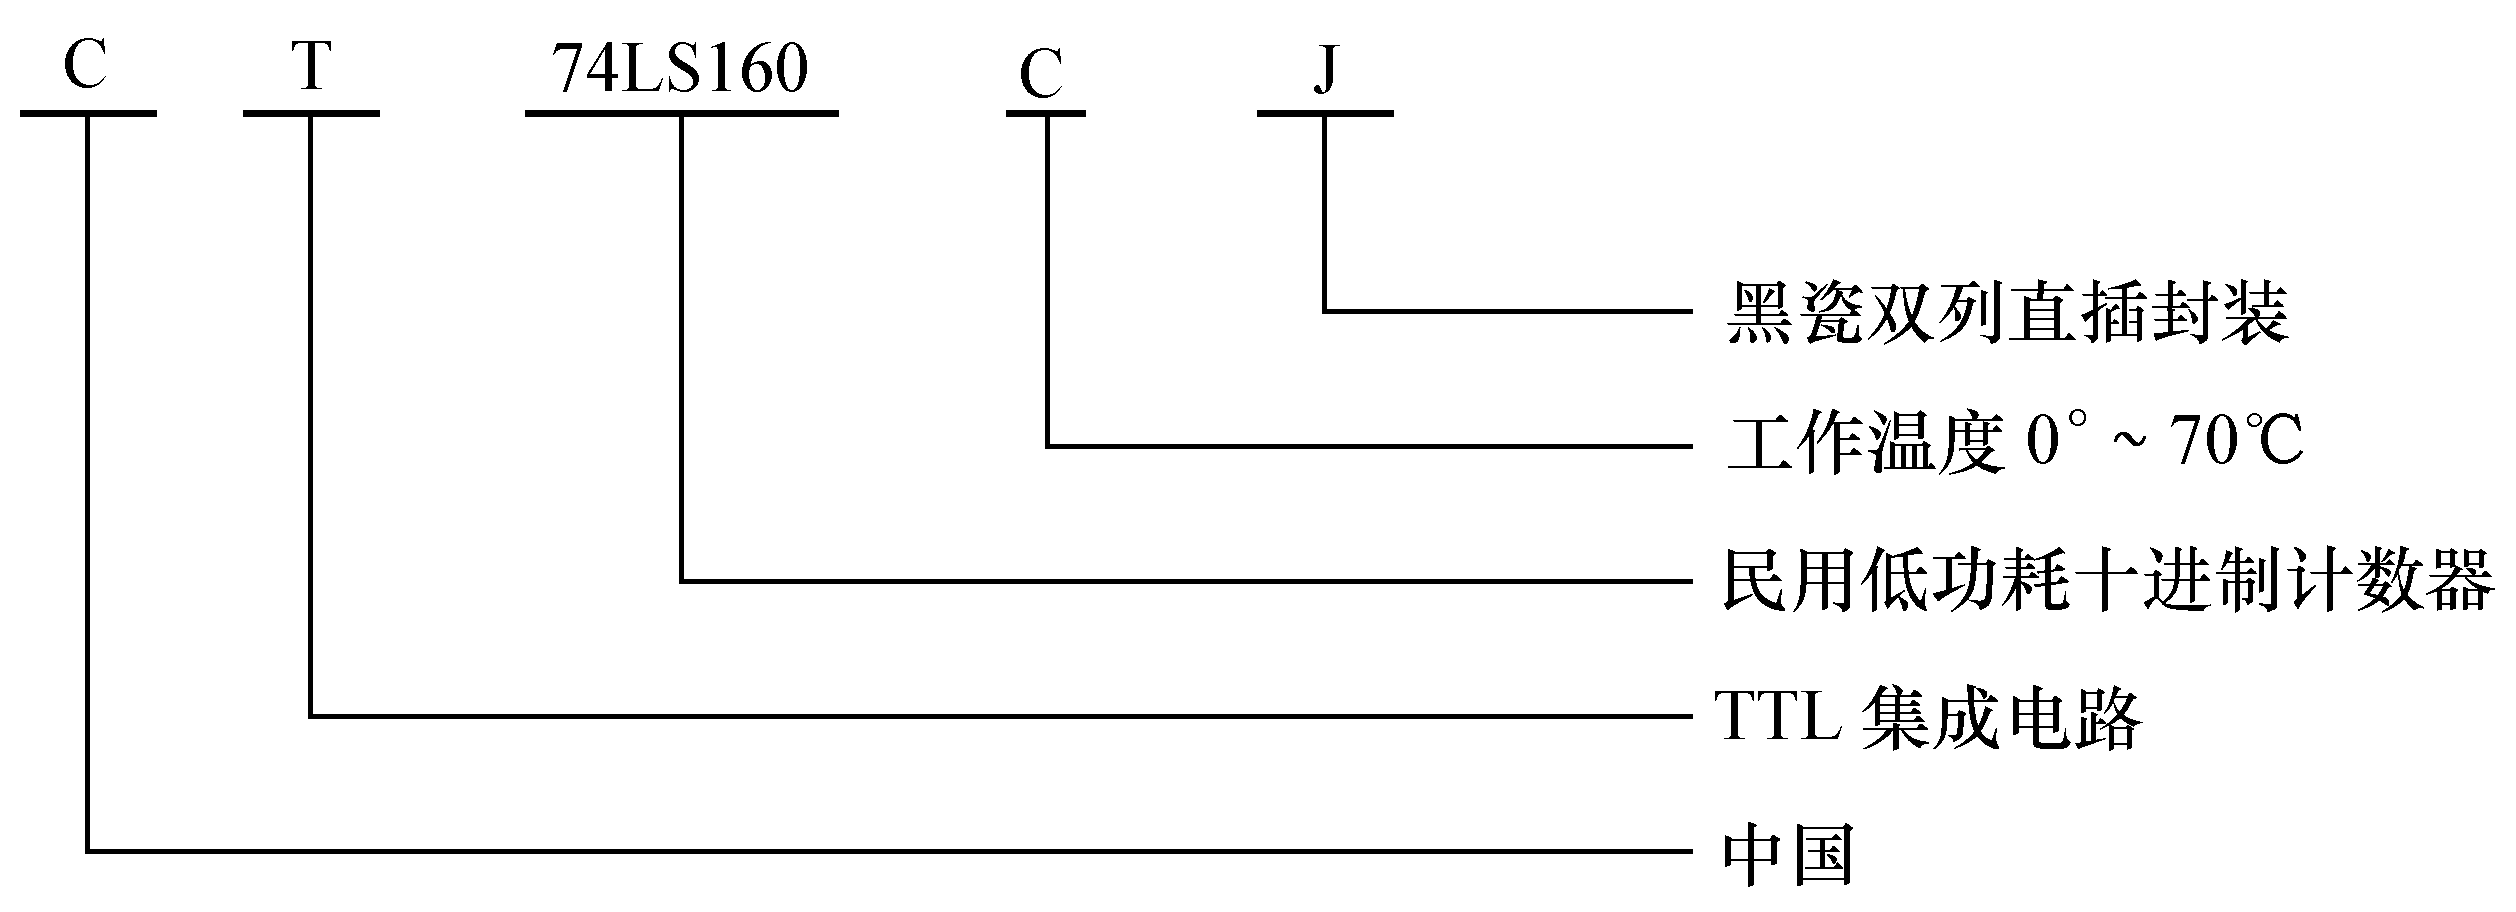 C T 74LS160 C J
黑瓷双列直插封装
工作温度 0° ~ 70℃
民用低功耗十进制计数器
TTL 集成电路
中国